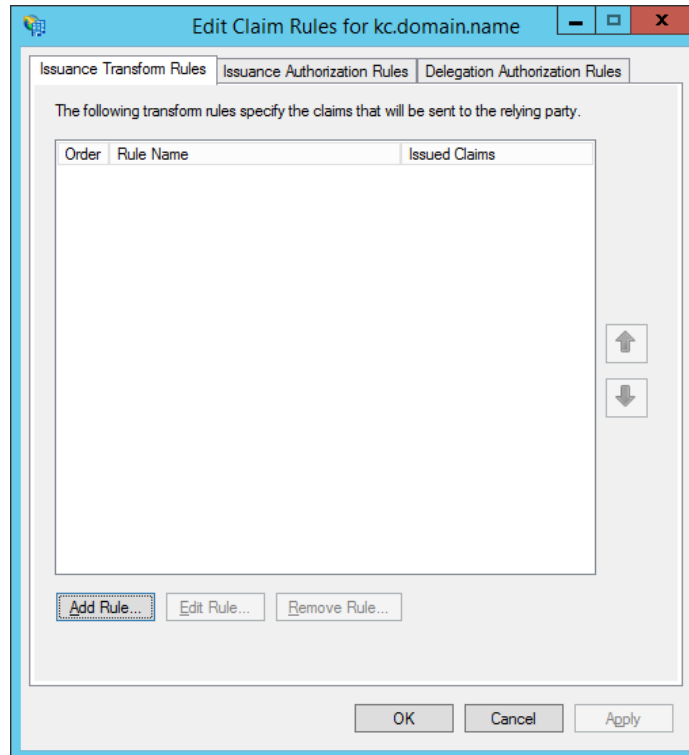 Edit Claim Rules for kc.domain.name
Issuance Transform Rules Issuance Authorization Rules Delegation Authorization Rules
The following transform rules specify the claims that will be sent to the relying party.
Order Rule Name Issued Claims
Add Rule... Edit Rule... Remove Rule...
OK Cancel Apply